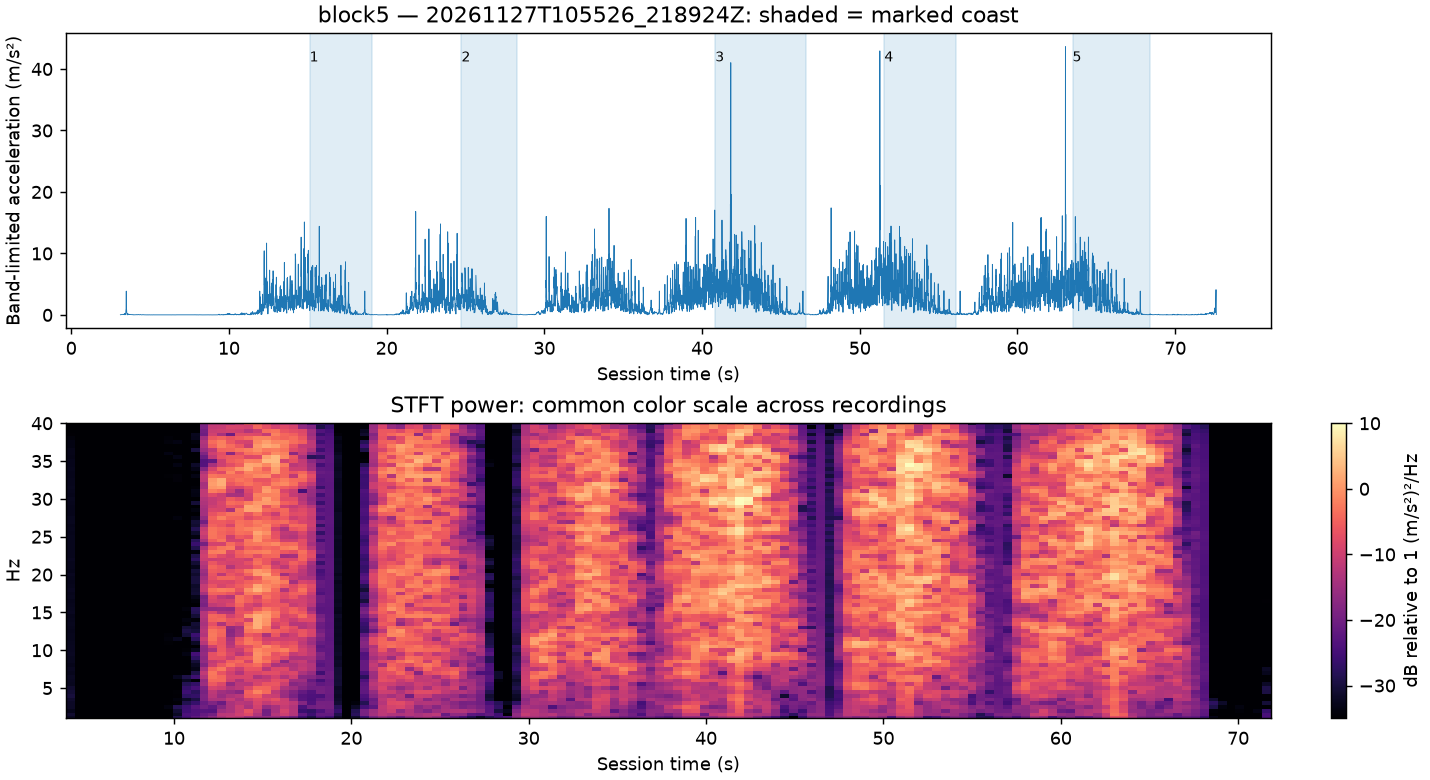 block5 — 20261127T105526_218924Z: shaded = marked coast
Band-limited acceleration (m/s²)
40
30
20
10
0
1
2
3
4
5
0 10 20 30 40 50 60 70
Session time (s)
STFT power: common color scale across recordings
Hz
40
35
30
25
20
15
10
5
10 20 30 40 50 60 70
Session time (s)
10
0
−10
−20
−30
dB relative to 1 (m/s²)²/Hz